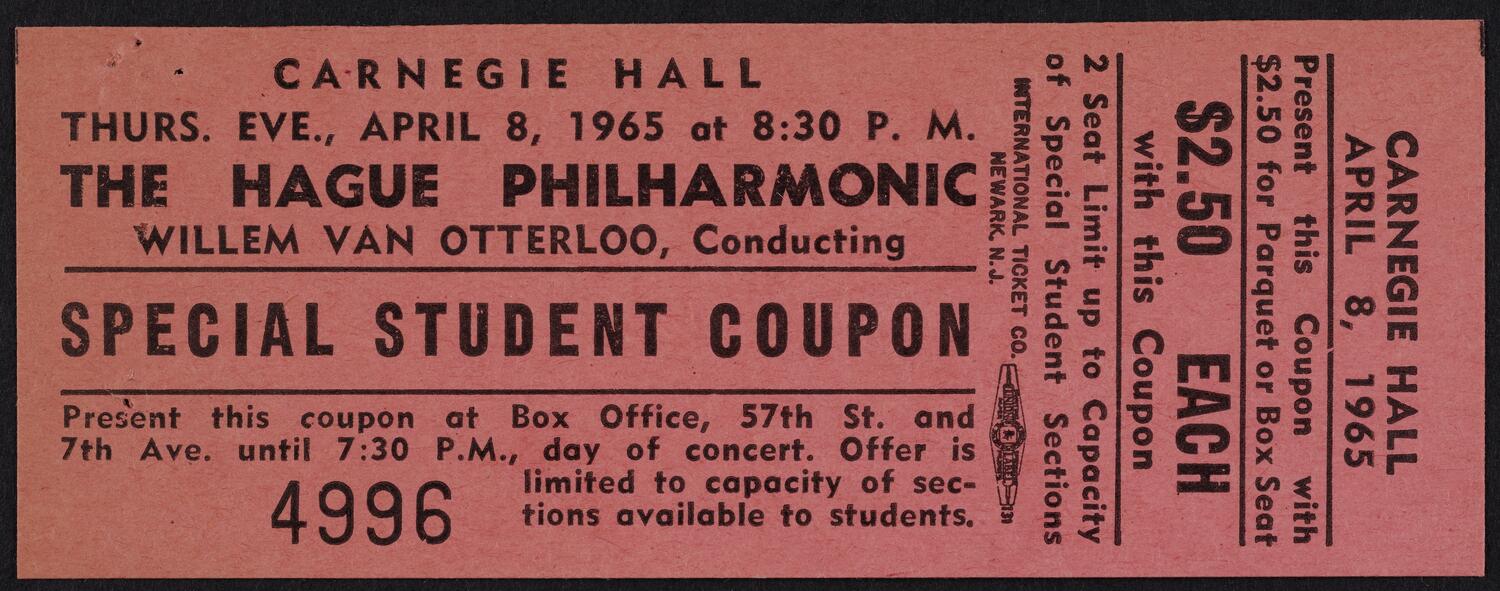 CARNEGIE HALL
THURS. EVE., APRIL 8, 1965 at 8:30 P. M.
THE HAGUE PHILHARMONIC
WILLEM VAN OTTERLOO, Conducting
SPECIAL STUDENT COUPON
Present this coupon at Box Office, 57th St. and
7th Ave. until 7:30 P.M., day of concert. Offer is
limited to capacity of sec-
tions available to students.
4996
CARNEGIE HALL
APRIL 8, 1965
Present this Coupon with
$2.50 for Parquet or Box Seat
$2.50 EACH
with this Coupon
2 Seat Limit up to Capacity
of Special Student Sections
INTERNATIONAL TICKET CO.
NEWARK, N.J.
131